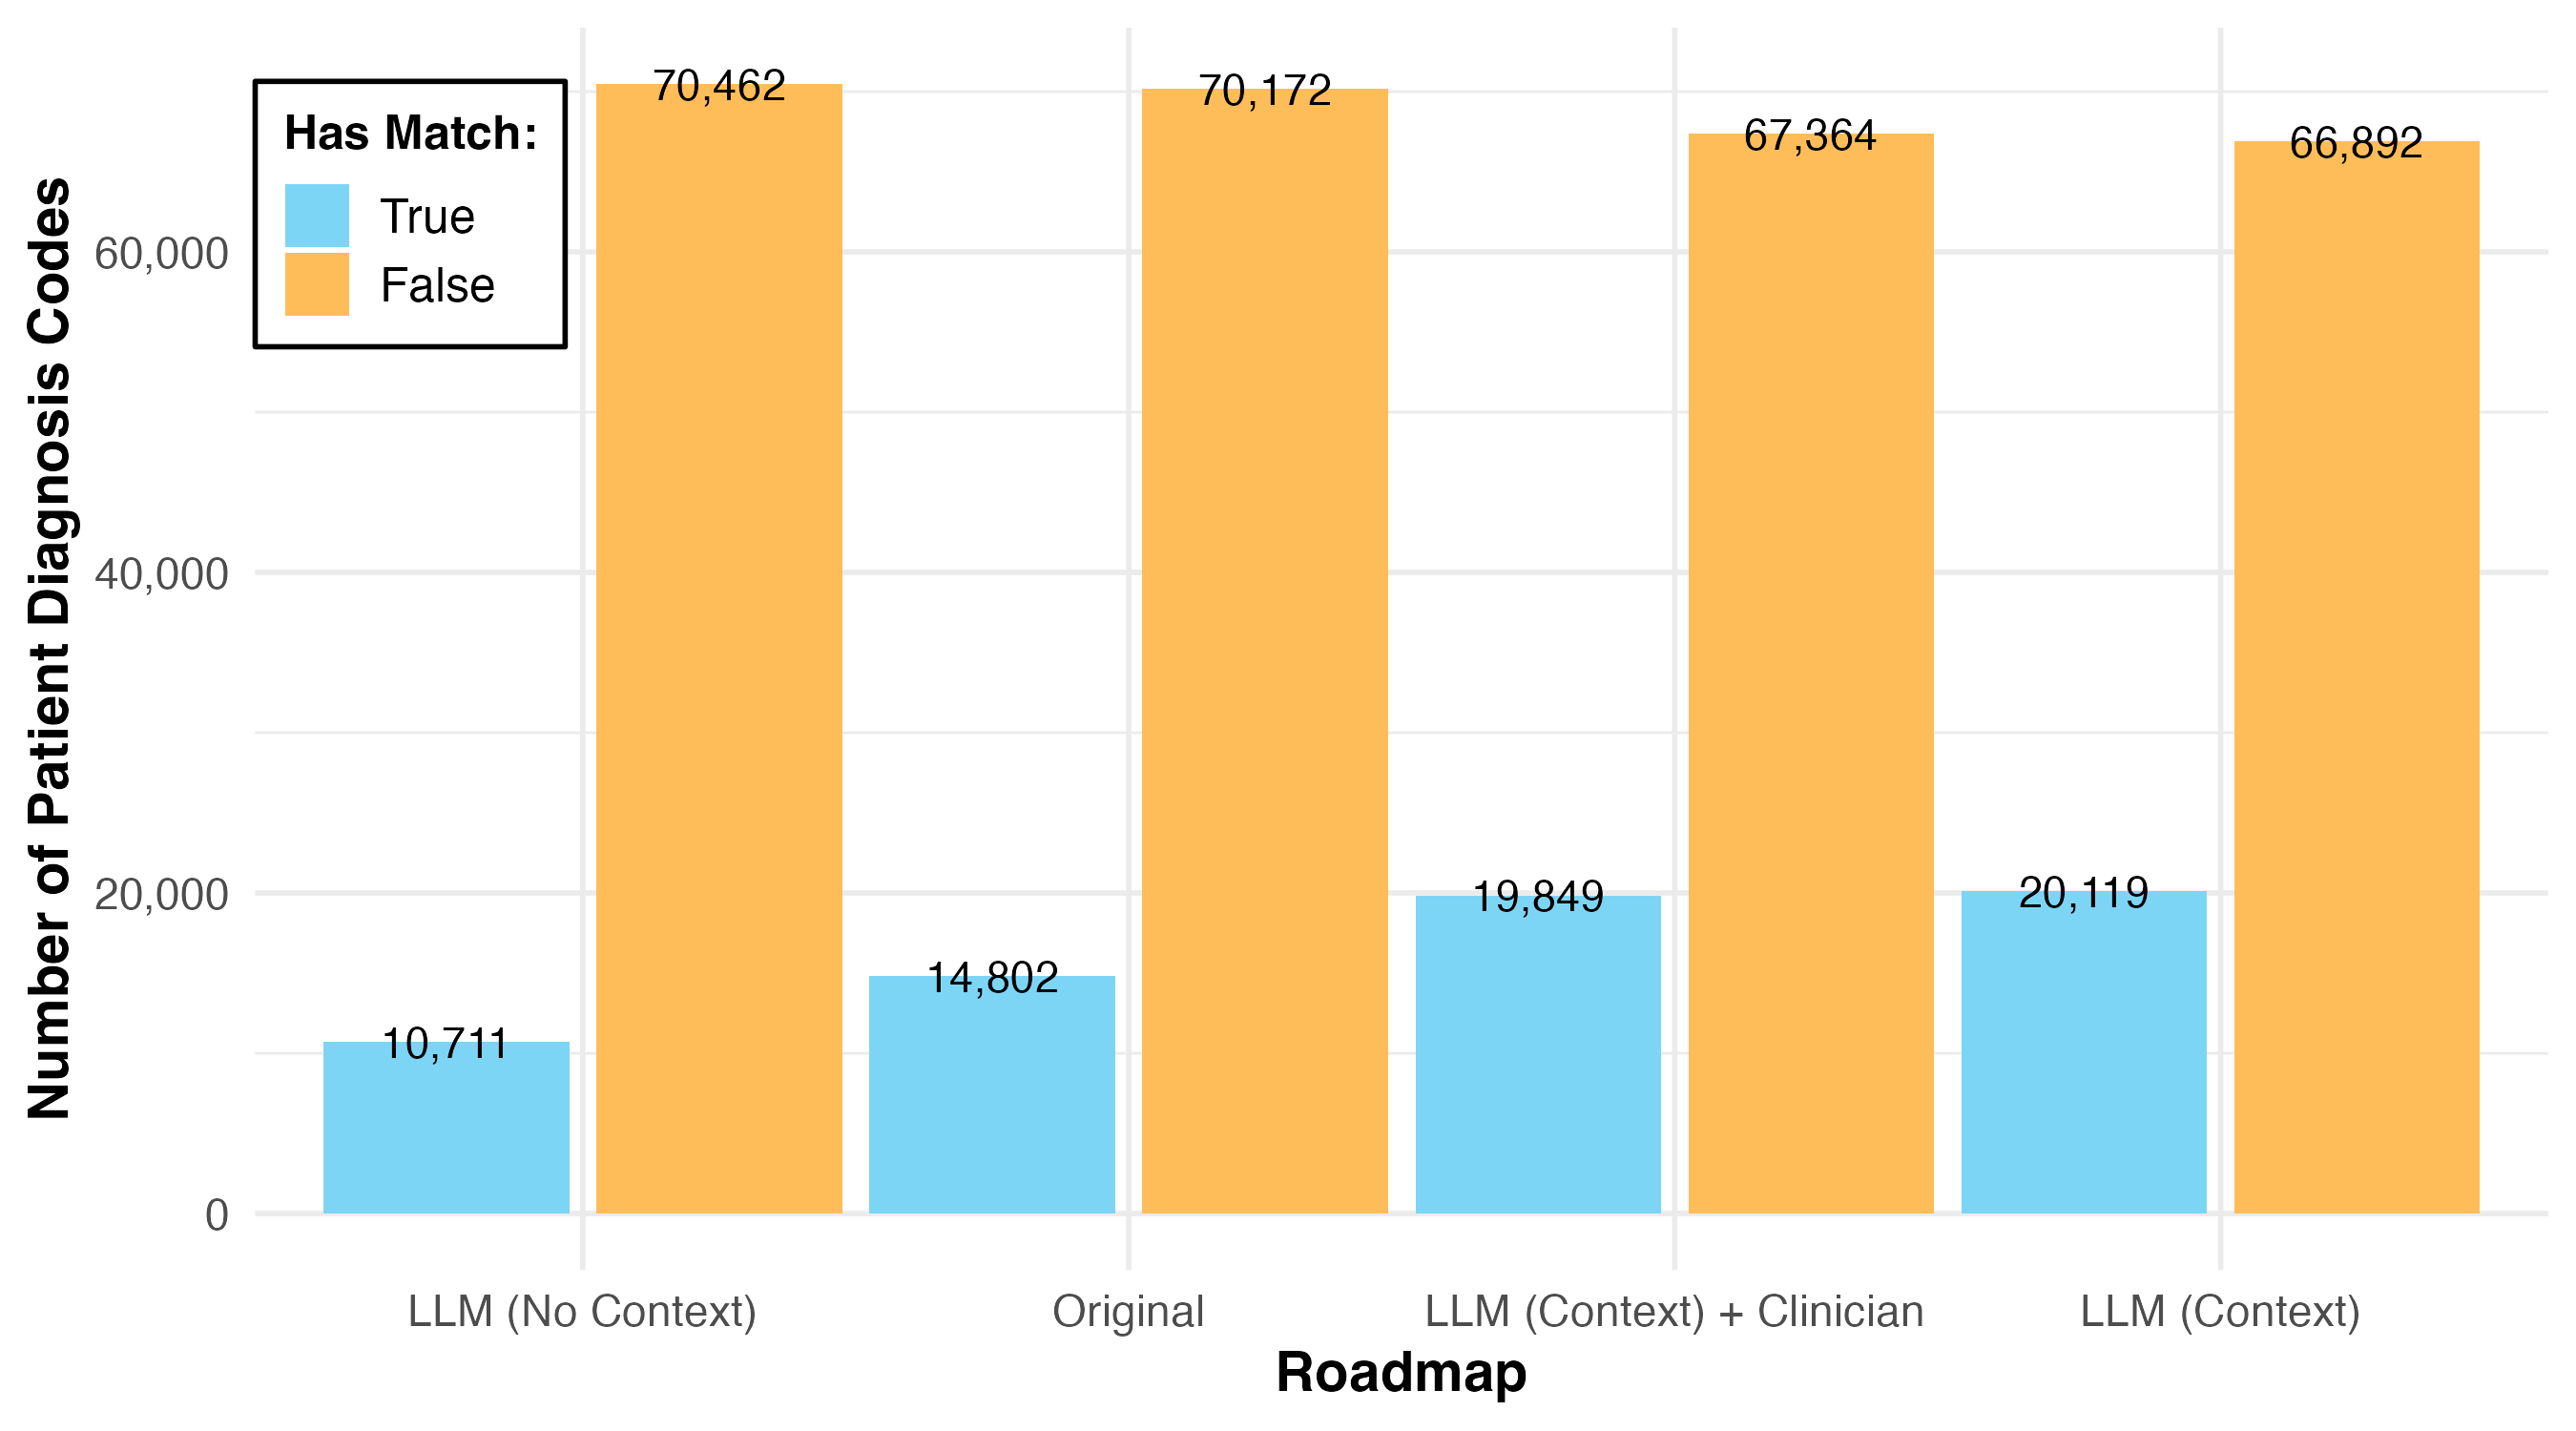 Number of Patient Diagnosis Codes
60,000
40,000
20,000
0
Has Match:
True
False
70,462
70,172
67,364
66,892
10,711
14,802
19,849
20,119
LLM (No Context)
Original
LLM (Context) + Clinician
LLM (Context)
Roadmap